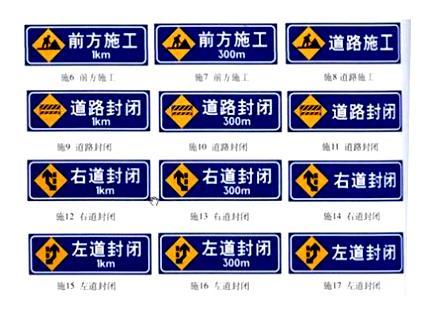 前方施工
1km
前方施工
300m
道路施工
施6 前方施工
施7 前方施工
施8 道路施工
道路封闭
1km
道路封闭
300m
道路封闭
施9 道路封闭
施10 道路封闭
施11 道路封闭
右道封闭
1km
右道封闭
300m
右道封闭
施12 右道封闭
施13 右道封闭
施14 右道封闭
左道封闭
1km
左道封闭
300m
左道封闭
施15 左道封闭
施16 左道封闭
施17 左道封闭